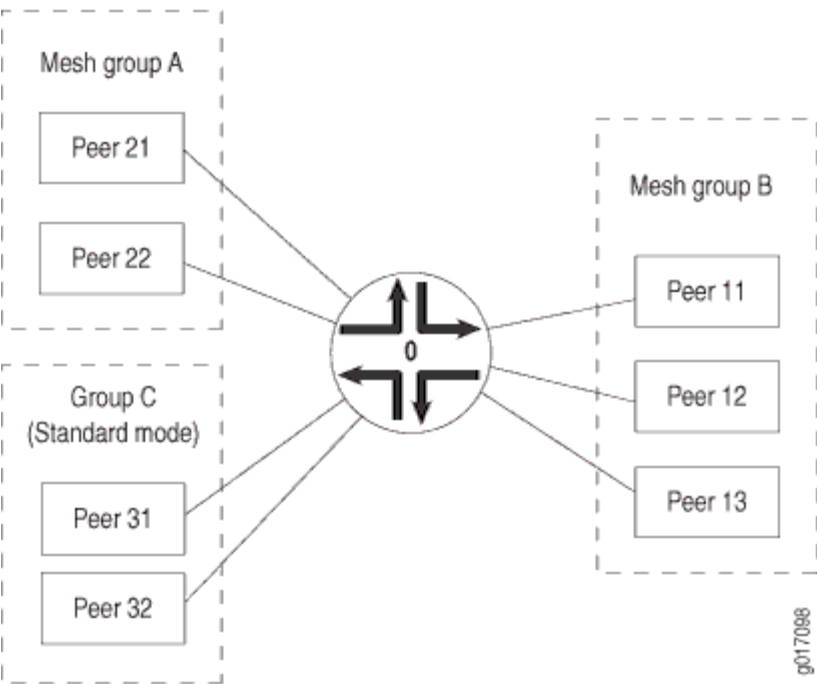 Mesh group A
Peer 21
Peer 22
Group C
(Standard mode)
Peer 31
Peer 32
0
Mesh group B
Peer 11
Peer 12
Peer 13
g017098